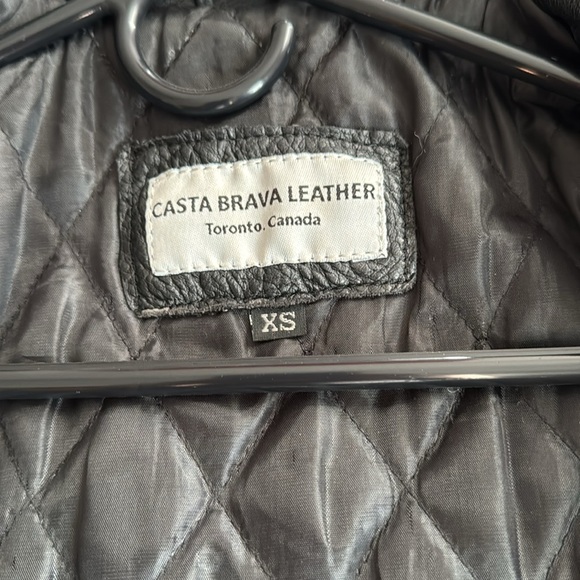 CASTA BRAVA LEATHER
Toronto. Canada
XS